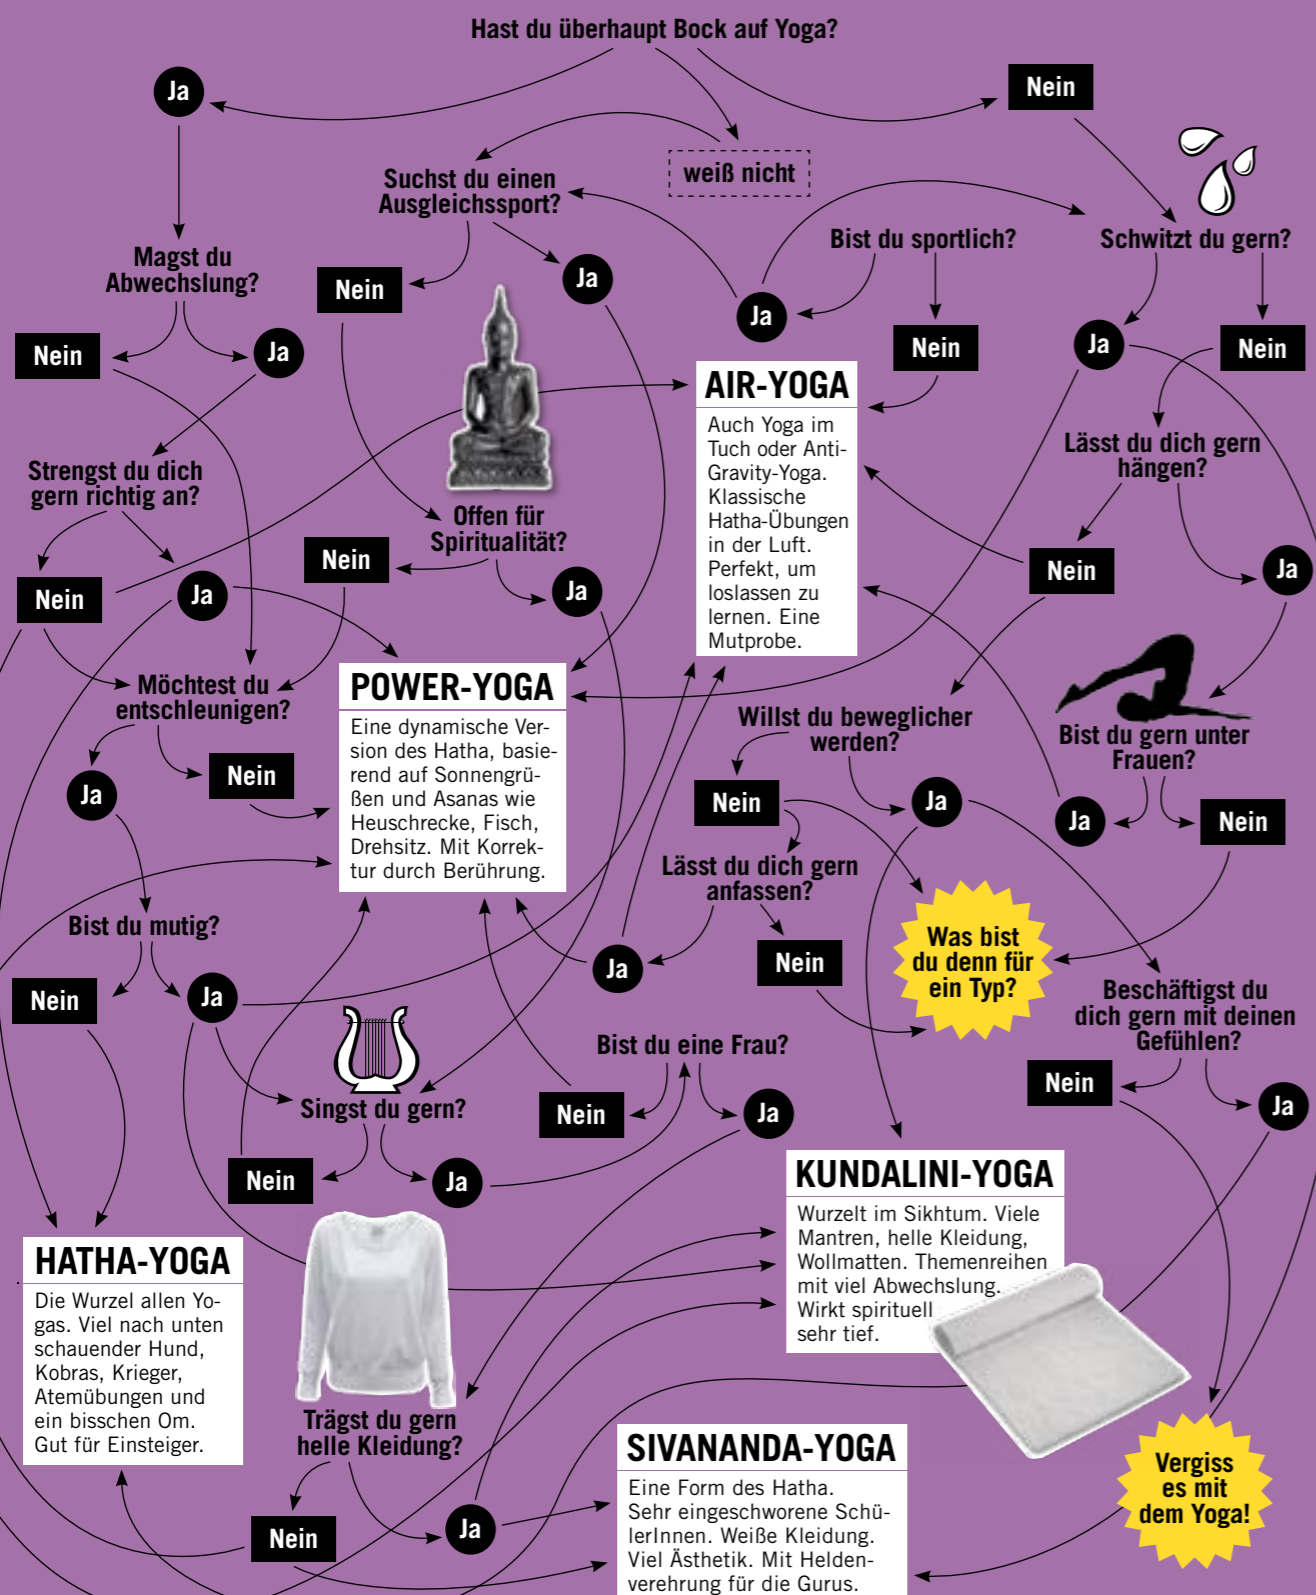 Hast du überhaupt Bock auf Yoga?
Ja
Nein
weiß nicht
Suchst du einen
Ausgleichssport?
Bist du sportlich?
Schwitzt du gern?
Magst du
Abwechslung?
Nein
Ja
Ja
Nein
Ja
Nein
Nein
Ja
Nein
Ja
AIR-YOGA
Auch Yoga im
Tuch oder Anti-
Gravity-Yoga.
Klassische
Hatha-Übungen
in der Luft.
Perfekt, um
loslassen zu
lernen. Eine
Mutprobe.
Lässt du dich gern
hängen?
Strengst du dich
gern richtig an?
Offen für
Spiritualität?
Nein
Ja
Nein
Ja
Nein
Ja
Möchtest du
entschleunigen?
POWER-YOGA
Eine dynamische Ver-
sion des Hatha, basie-
rend auf Sonnengrü-
ßen und Asanas wie
Heuschrecke, Fisch,
Drehsitz. Mit Korrek-
tur durch Berührung.
Willst du beweglicher
werden?
Bist du gern unter
Frauen?
Ja
Nein
Nein
Ja
Ja
Nein
Lässt du dich gern
anfassen?
Bist du mutig?
Was bist
du denn für
ein Typ?
Nein
Ja
Ja
Nein
Beschäftigst du
dich gern mit deinen
Gefühlen?
Bist du eine Frau?
Singst du gern?
Nein
Ja
Nein
Ja
Nein
Ja
KUNDALINI-YOGA
Wurzelt im Sikhtum. Viele
Mantren, helle Kleidung,
Wollmatten. Themenreihen
mit viel Abwechslung.
Wirkt spirituell
sehr tief.
HATHA-YOGA
Die Wurzel allen Yo-
gas. Viel nach unten
schauender Hund,
Kobras, Krieger,
Atemübungen und
ein bisschen Om.
Gut für Einsteiger.
Trägst du gern
helle Kleidung?
Nein
Ja
SIVANANDA-YOGA
Eine Form des Hatha.
Sehr eingeschworene Schü-
lerInnen. Weiße Kleidung.
Viel Ästhetik. Mit Helden-
verehrung für die Gurus.
Vergiss
es mit
dem Yoga!